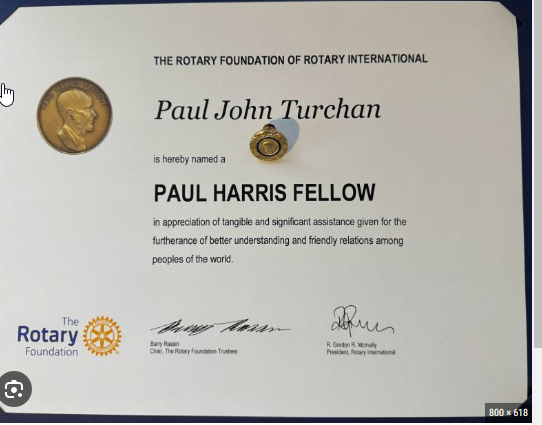 THE ROTARY FOUNDATION OF ROTARY INTERNATIONAL
Paul John Turchan
is hereby named a
PAUL HARRIS FELLOW
in appreciation of tangible and significant assistance given for the
furtherance of better understanding and friendly relations among
peoples of the world.
The
Rotary
Foundation
Barry Rassin
Chair, The Rotary Foundation Trustees
R. Gordon R. McInally
President, Rotary International
800 × 618